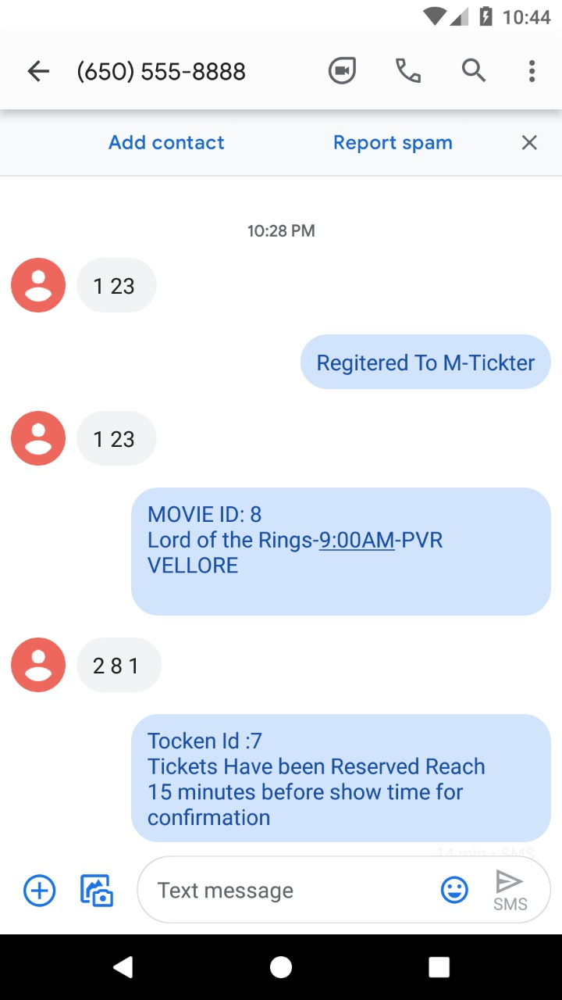 10:44
(650) 555-8888
Add contact
Report spam
10:28 PM
1 23
Regitered To M-Tickter
1 23
MOVIE ID: 8
Lord of the Rings-9:00AM-PVR
VELLORE
2 8 1
Tocken Id :7
Tickets Have been Reserved Reach
15 minutes before show time for
confirmation
14 min • SMS
Text message
SMS